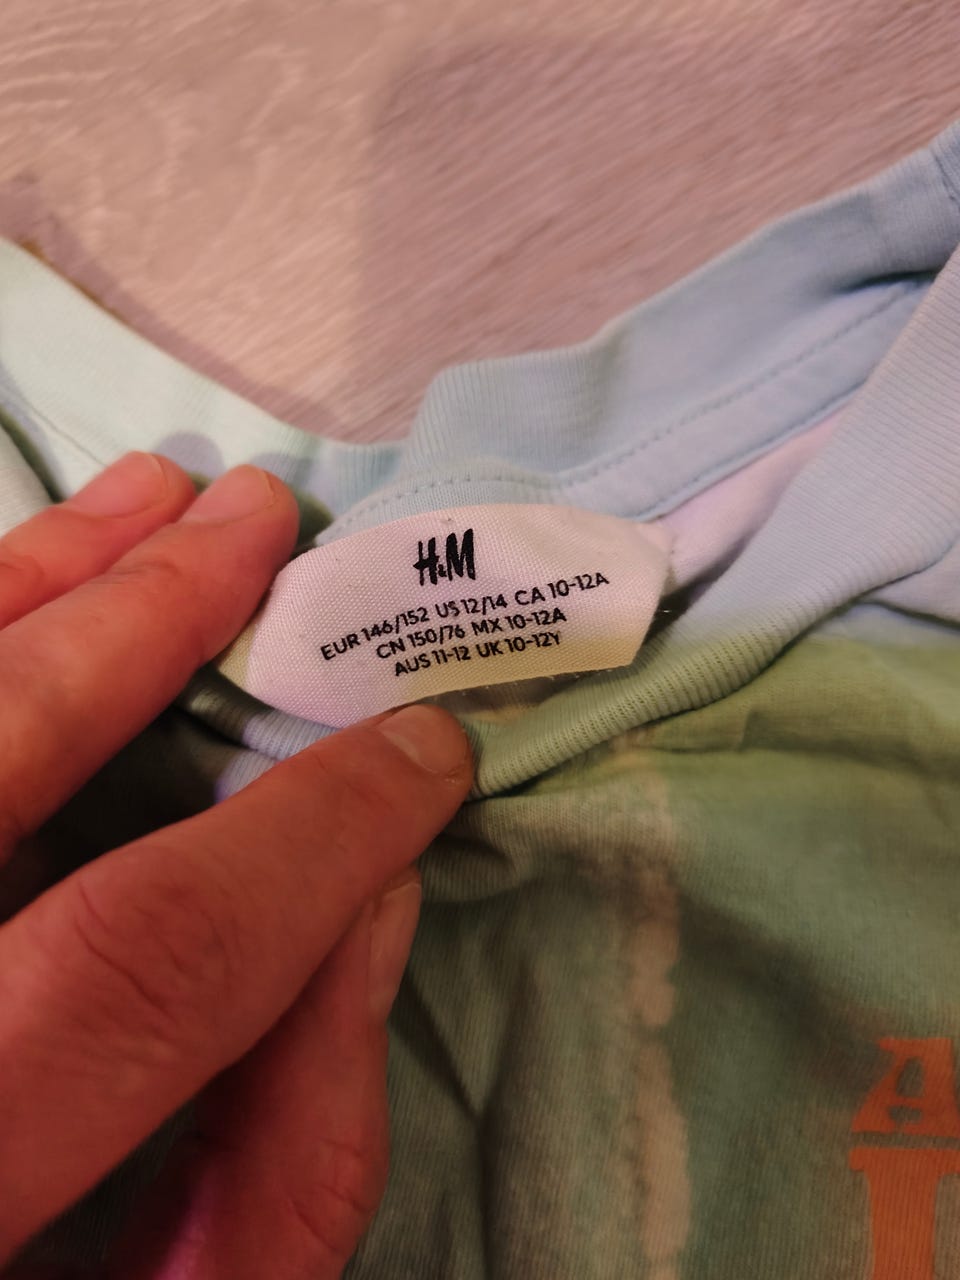 H&M
EUR 146/152 US 12/14 CA 10-12A
CN 150/76 MX 10-12A
AUS 11-12 UK 10-12Y
A